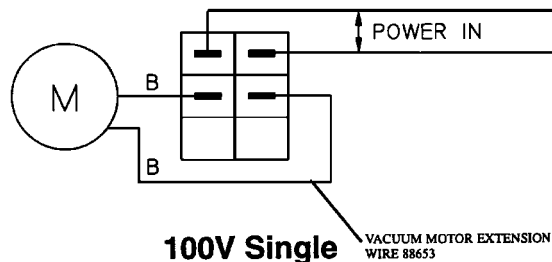 POWER IN
M
B
B
100V Single
VACUUM MOTOR EXTENSION
WIRE 88653